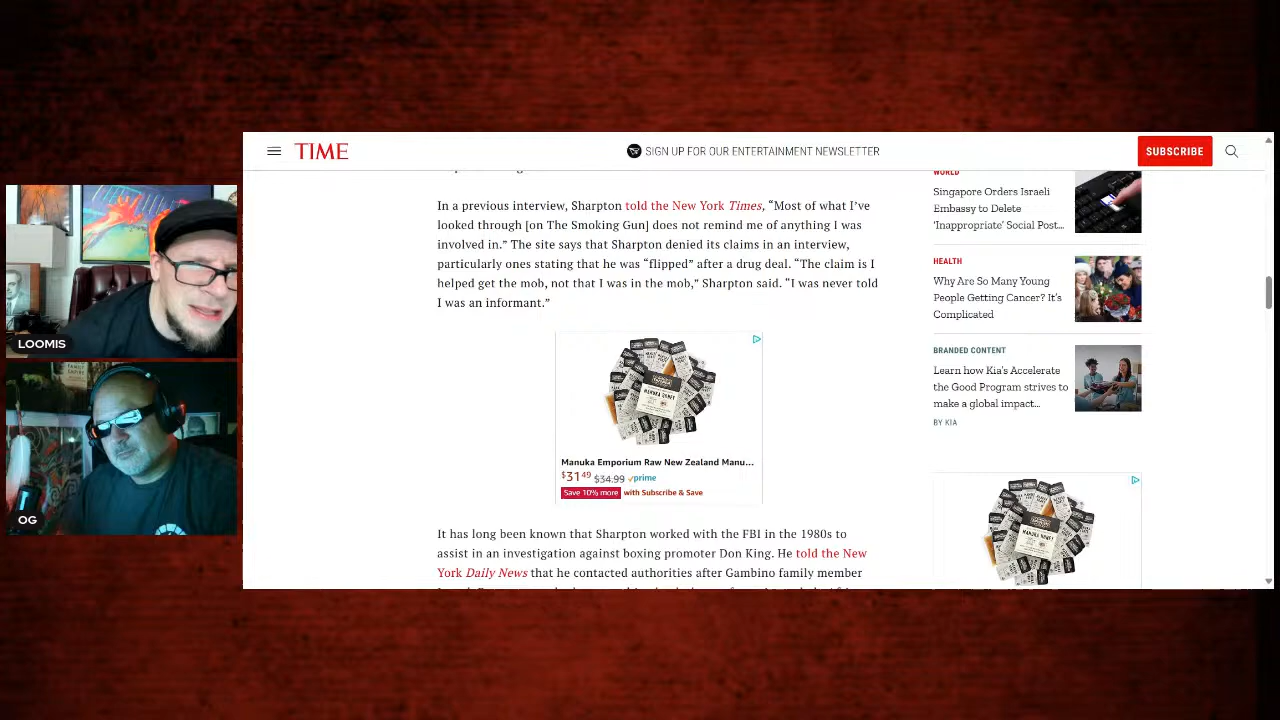 TIME
SIGN UP FOR OUR ENTERTAINMENT NEWSLETTER
SUBSCRIBE
In a previous interview, Sharpton told the New York Times, “Most of what I’ve
looked through [on The Smoking Gun] does not remind me of anything I was
involved in.” The site says that Sharpton denied its claims in an interview,
particularly ones stating that he was “flipped” after a drug deal. “The claim is I
helped get the mob, not that I was in the mob,” Sharpton said. “I was never told
I was an informant.”
Manuka Emporium Raw New Zealand Manu...
$31.49 $34.99 ✓prime
Save 10% more with Subscribe & Save
It has long been known that Sharpton worked with the FBI in the 1980s to
assist in an investigation against boxing promoter Don King. He told the New
York Daily News that he contacted authorities after Gambino family member
WORLD
Singapore Orders Israeli
Embassy to Delete
‘Inappropriate’ Social Post...
HEALTH
Why Are So Many Young
People Getting Cancer? It’s
Complicated
BRANDED CONTENT
Learn how Kia’s Accelerate
the Good Program strives to
make a global impact...
BY KIA
MANUKA HONEY
MANUKA HONEY
LOOMIS
OG